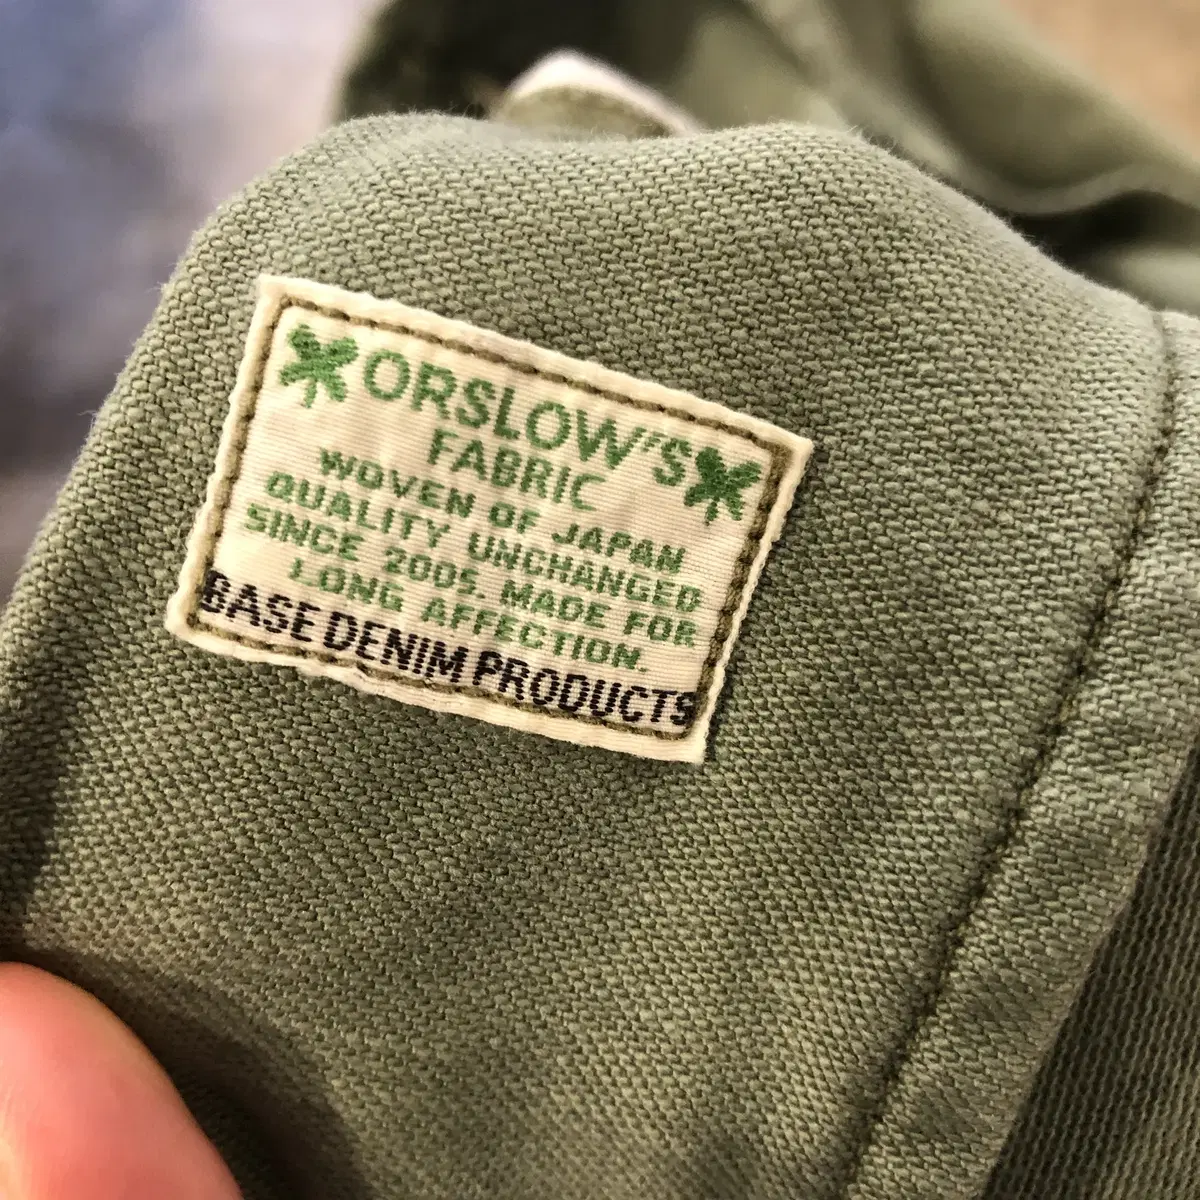 ORSLOW'S
FABRIC
WOVEN OF JAPAN
QUALITY UNCHANGED
SINCE 2005. MADE FOR
LONG AFFECTION.
BASE DENIM PRODUCTS